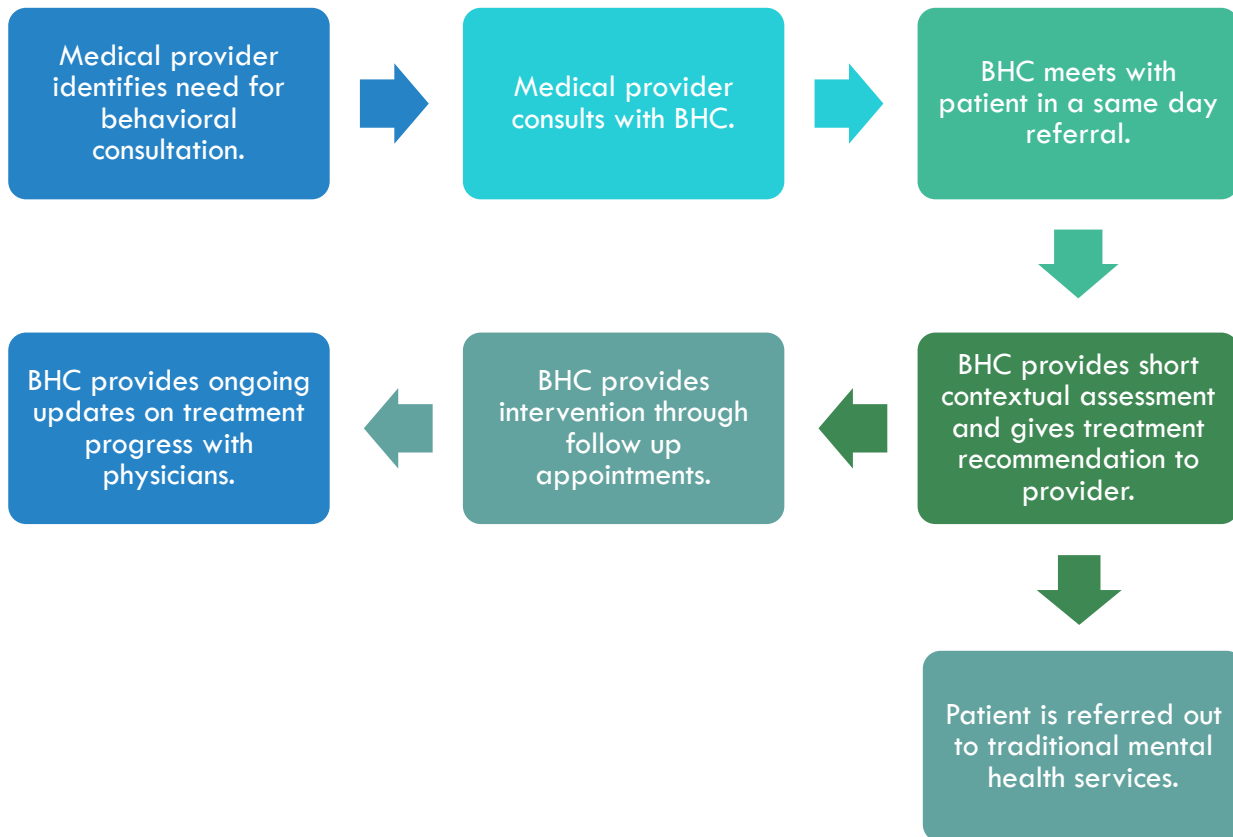 Medical provider
identifies need for
behavioral
consultation.
Medical provider
consults with BHC.
BHC meets with
patient in a same day
referral.
BHC provides short
contextual assessment
and gives treatment
recommendation to
provider.
BHC provides
intervention through
follow up
appointments.
BHC provides ongoing
updates on treatment
progress with
physicians.
Patient is referred out
to traditional mental
health services.